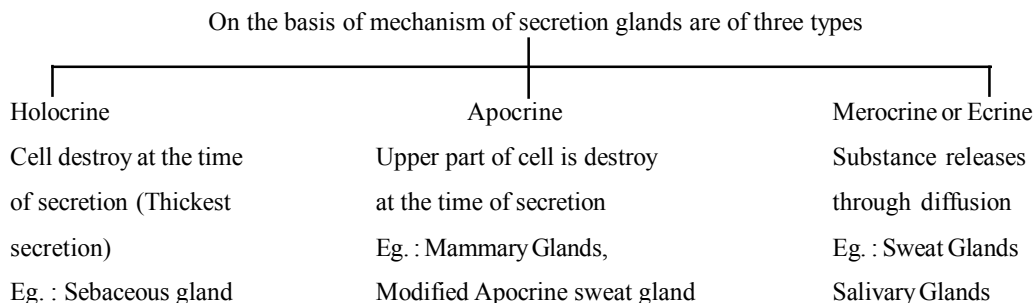 On the basis of mechanism of secretion glands are of three types
Holocrine
Cell destroy at the time
of secretion (Thickest
secretion)
Eg. : Sebaceous gland
Apocrine
Upper part of cell is destroy
at the time of secretion
Eg. : Mammary Glands,
Modified Apocrine sweat gland
Merocrine or Ecrine
Substance releases
through diffusion
Eg. : Sweat Glands
Salivary Glands